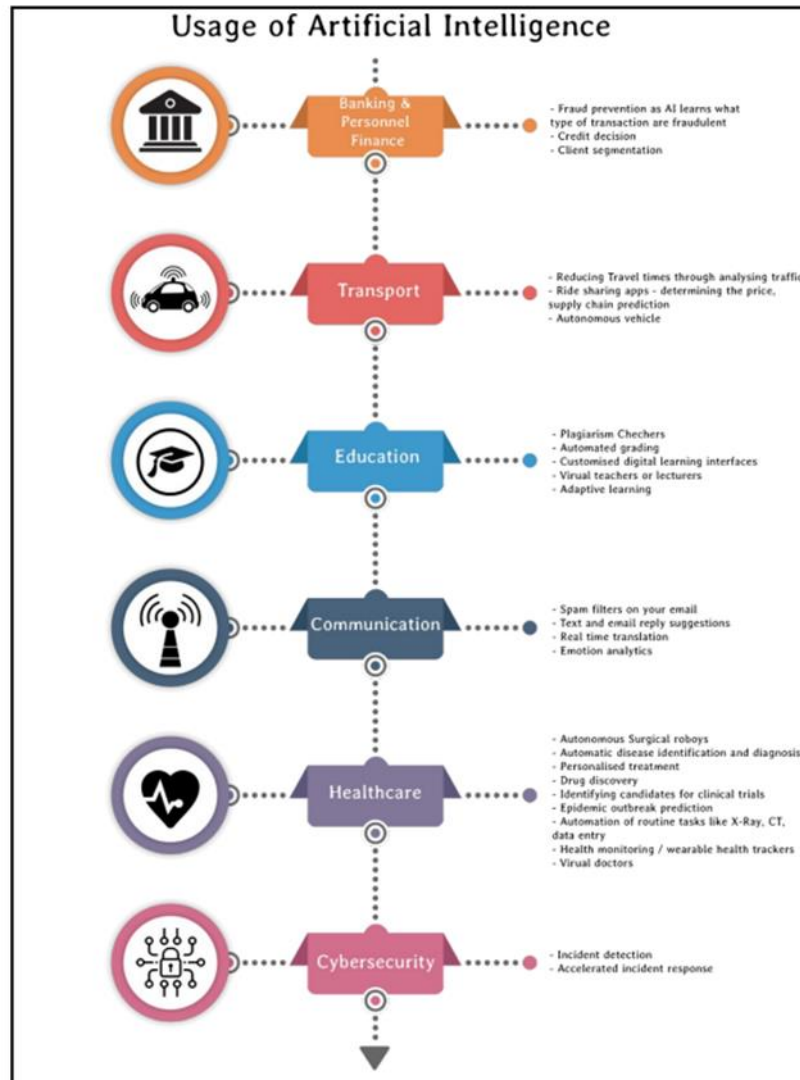 Usage of Artificial Intelligence
Banking &
Personnel
Finance
- Fraud prevention as AI learns what
type of transaction are fraudulent
- Credit decision
- Client segmentation
Transport
- Reducing Travel times through analysing traffic
- Ride sharing apps - determining the price,
supply chain prediction
- Autonomous vehicle
Education
- Plagiarism Chechers
- Automated grading
- Customised digital learning interfaces
- Virual teachers or lecturers
- Adaptive learning
Communication
- Spam filters on your email
- Text and email reply suggestions
- Real time translation
- Emotion analytics
Healthcare
- Autonomous Surgical roboys
- Automatic disease identification and diagnosis
- Personalised treatment
- Drug discovery
- Identifying candidates for clinical trials
- Epidemic outbreak prediction
- Automation of routine tasks like X-Ray, CT,
data entry
- Health monitoring / wearable health trackers
- Virual doctors
Cybersecurity
- Incident detection
- Accelerated incident response